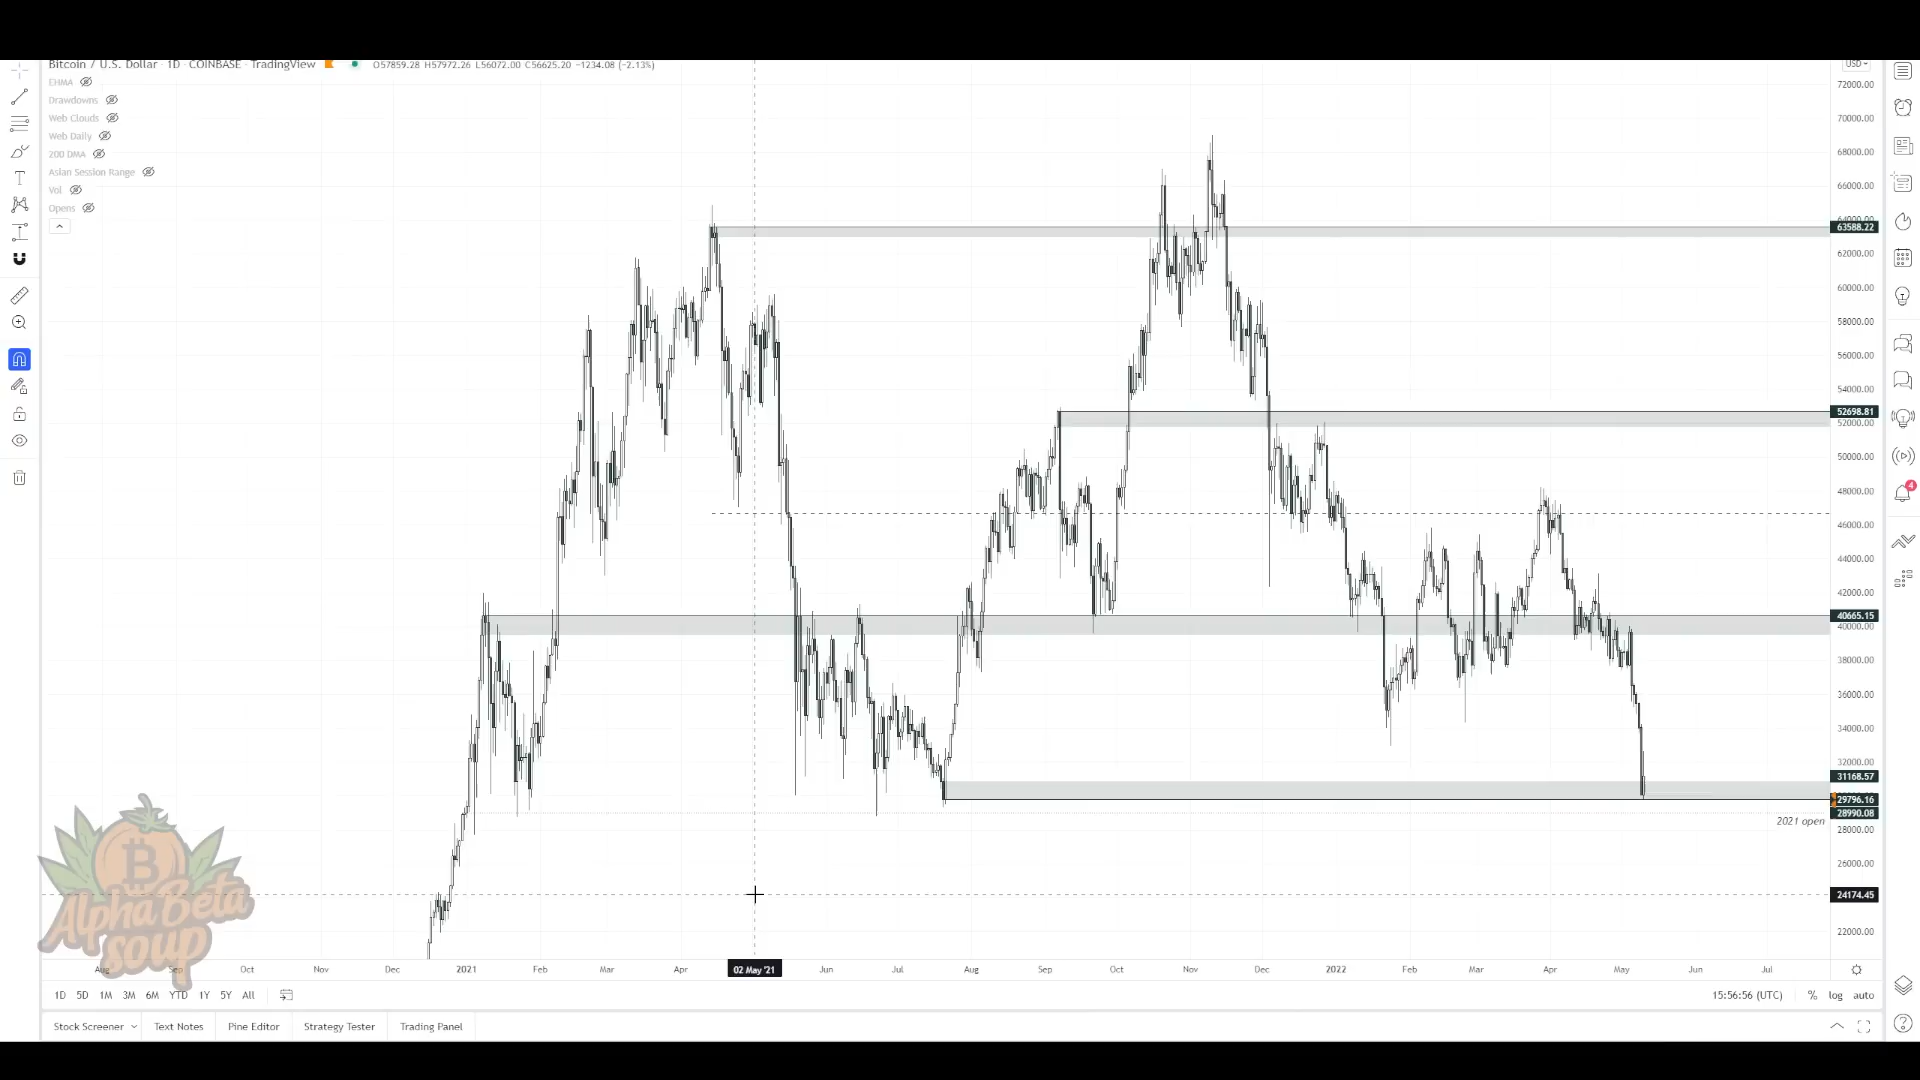 Bitcoin / U.S. Dollar · 1D · COINBASE · TradingView O57859.28 H57972.26 L56072.00 C56625.20 −1234.08 (−2.13%)
USD
EHMA
Drawdowns
Web Clouds
Web Daily
200 DMA
Asian Session Range
Vol
Opens
72000.00
70000.00
68000.00
66000.00
64000.00
63588.22
62000.00
60000.00
58000.00
56000.00
54000.00
52698.81
52000.00
50000.00
48000.00
46000.00
44000.00
42000.00
40665.15
40000.00
38000.00
36000.00
34000.00
32000.00
31168.57
29796.16
28990.08
2021 open
28000.00
26000.00
24174.45
22000.00
4
B
Alpha Beta
soup
Aug Sep Oct Nov Dec 2021 Feb Mar Apr 02 May '21 Jun Jul Aug Sep Oct Nov Dec 2022 Feb Mar Apr May Jun Jul
1D 5D 1M 3M 6M YTD 1Y 5Y All 15:56:56 (UTC) % log auto
Stock Screener Text Notes Pine Editor Strategy Tester Trading Panel